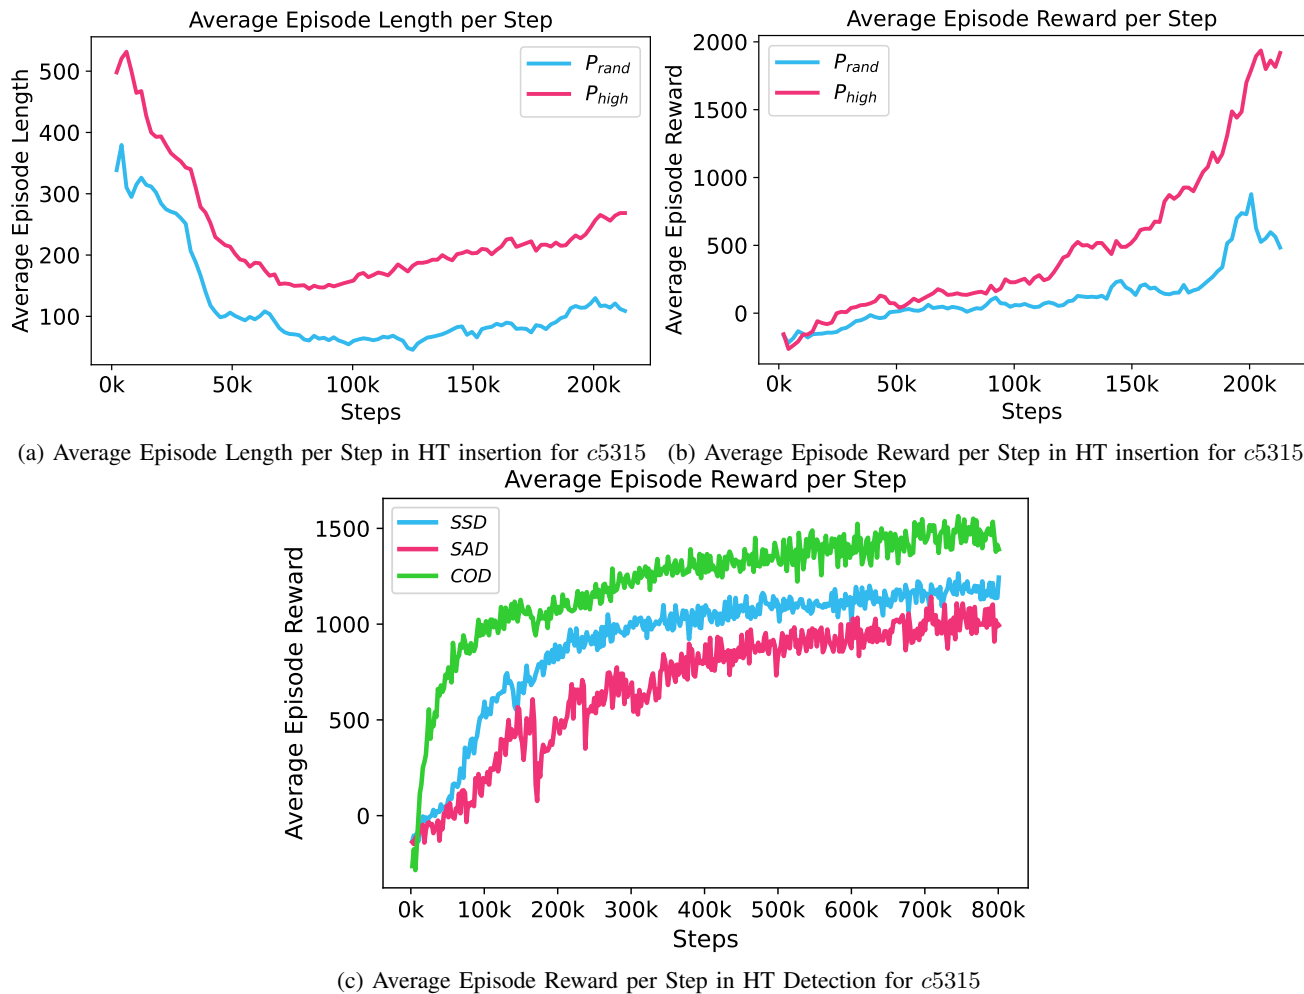 Average Episode Length per Step
Average Episode Length
500
400
300
200
100
P_rand
P_high
0k 50k 100k 150k 200k
Steps
(a) Average Episode Length per Step in HT insertion for c5315
Average Episode Reward per Step
Average Episode Reward
2000
1500
1000
500
0
P_rand
P_high
0k 50k 100k 150k 200k
Steps
(b) Average Episode Reward per Step in HT insertion for c5315
Average Episode Reward per Step
Average Episode Reward
1500
1000
500
0
SSD
SAD
COD
0k 100k 200k 300k 400k 500k 600k 700k 800k
Steps
(c) Average Episode Reward per Step in HT Detection for c5315